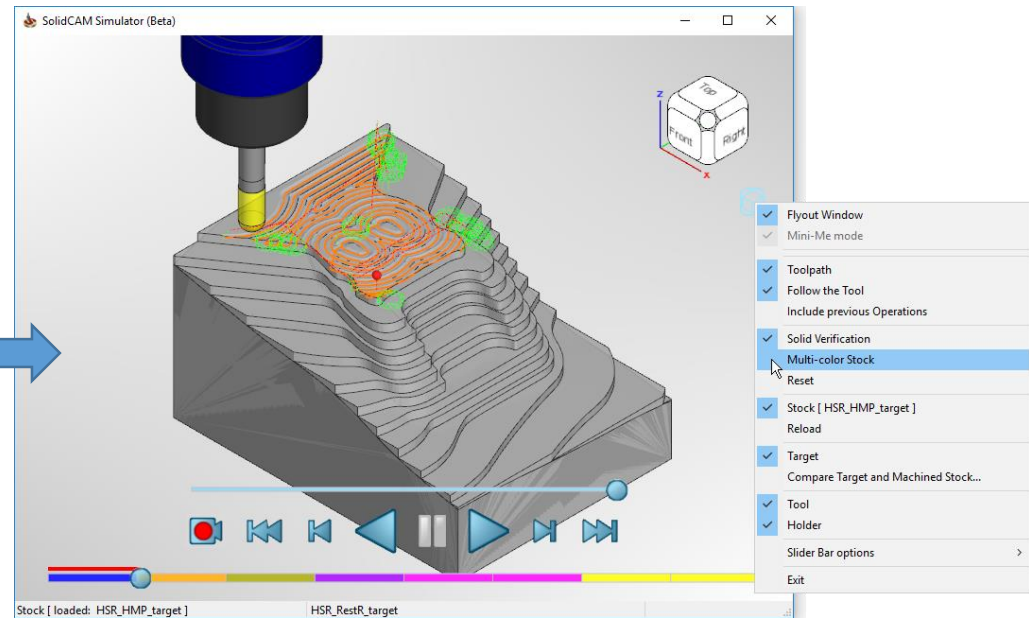 SolidCAM Simulator (Beta)
Top
Front
Right
z
x
Flyout Window
Mini-Me mode
Toolpath
Follow the Tool
Include previous Operations
Solid Verification
Multi-color Stock
Reset
Stock [ HSR_HMP_target ]
Reload
Target
Compare Target and Machined Stock...
Tool
Holder
Slider Bar options
Exit
Stock [ loaded: HSR_HMP_target ] HSR_RestR_target